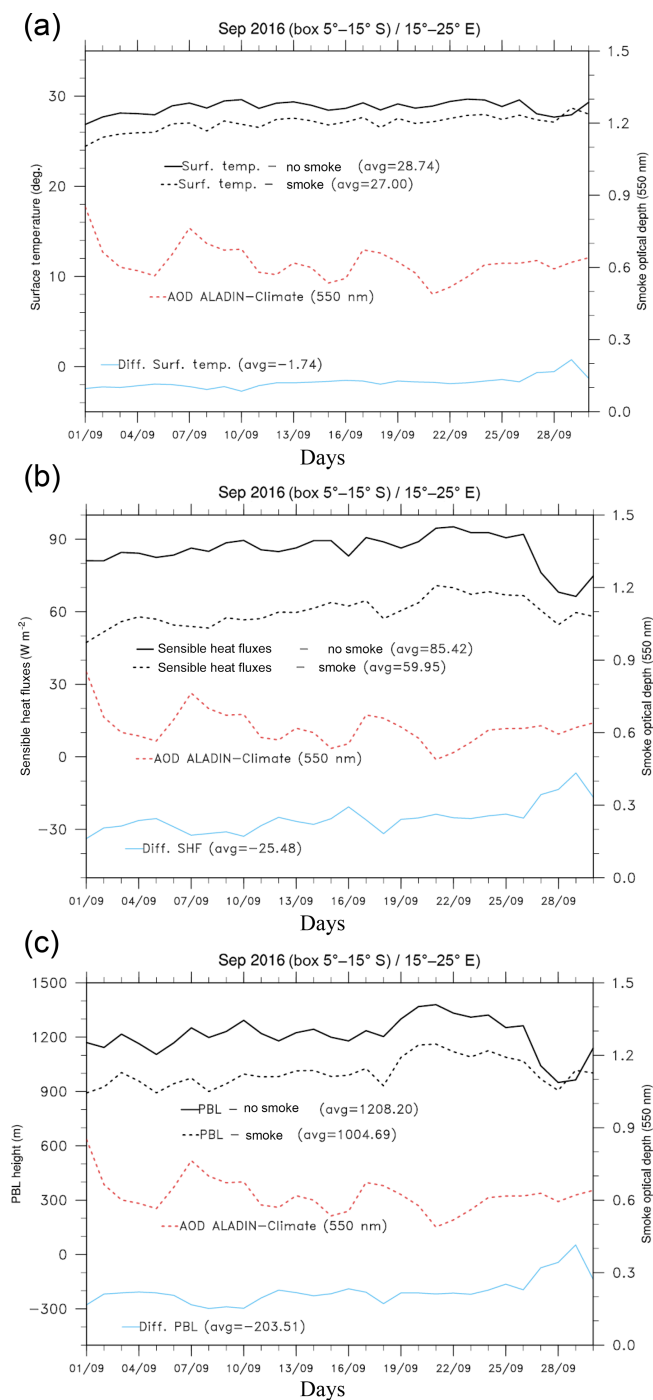 (a)
Sep 2016 (box 5°–15° S) / 15°–25° E)
1.5
30
1.2
Surf. temp. – no smoke (avg=28.74)
Surf. temp. – smoke (avg=27.00)
20
0.9
Surface temperature (deg.)
Smoke optical depth (550 nm)
10
0.6
AOD ALADIN–Climate (550 nm)
0.3
Diff. Surf. temp. (avg=–1.74)
0
0.0
01/09 04/09 07/09 10/09 13/09 16/09 19/09 22/09 25/09 28/09
Days
(b)
Sep 2016 (box 5°–15° S) / 15°–25° E)
1.5
90
1.2
60
Sensible heat fluxes – no smoke (avg=85.42)
Sensible heat fluxes – smoke (avg=59.95)
0.9
Sensible heat fluxes (W m⁻²)
Smoke optical depth (550 nm)
30
0.6
0
AOD ALADIN–Climate (550 nm)
0.3
–30
Diff. SHF (avg=–25.48)
0.0
01/09 04/09 07/09 10/09 13/09 16/09 19/09 22/09 25/09 28/09
Days
(c)
Sep 2016 (box 5°–15° S) / 15°–25° E)
1500 1.5
1200 1.2
900
PBL – no smoke (avg=1208.20)
PBL – smoke (avg=1004.69)
0.9
PBL height (m)
Smoke optical depth (550 nm)
600
0.6
300
AOD ALADIN–Climate (550 nm)
0
0.3
–300
Diff. PBL (avg=–203.51)
0.0
01/09 04/09 07/09 10/09 13/09 16/09 19/09 22/09 25/09 28/09
Days